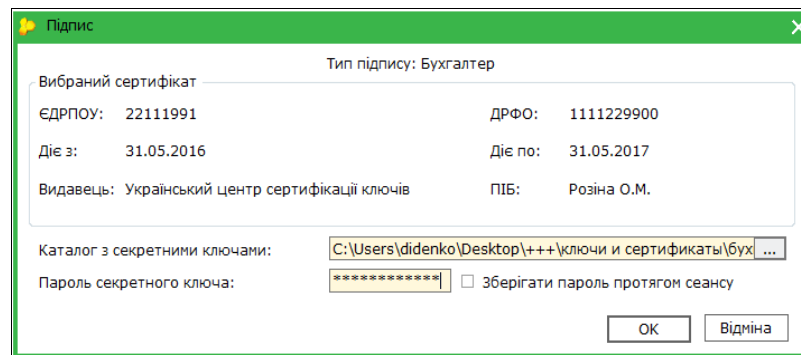 Підпис
Тип підпису: Бухгалтер
Вибраний сертифікат
ЄДРПОУ: 22111991 ДРФО: 1111229900
Діє з: 31.05.2016 Діє по: 31.05.2017
Видавець: Український центр сертифікації ключів ПІБ: Розіна О.М.
Каталог з секретними ключами: C:\Users\didenko\Desktop\+++\ключи и сертификаты\бух ...
Пароль секретного ключа: ************ Зберігати пароль протягом сеансу
OK Відміна